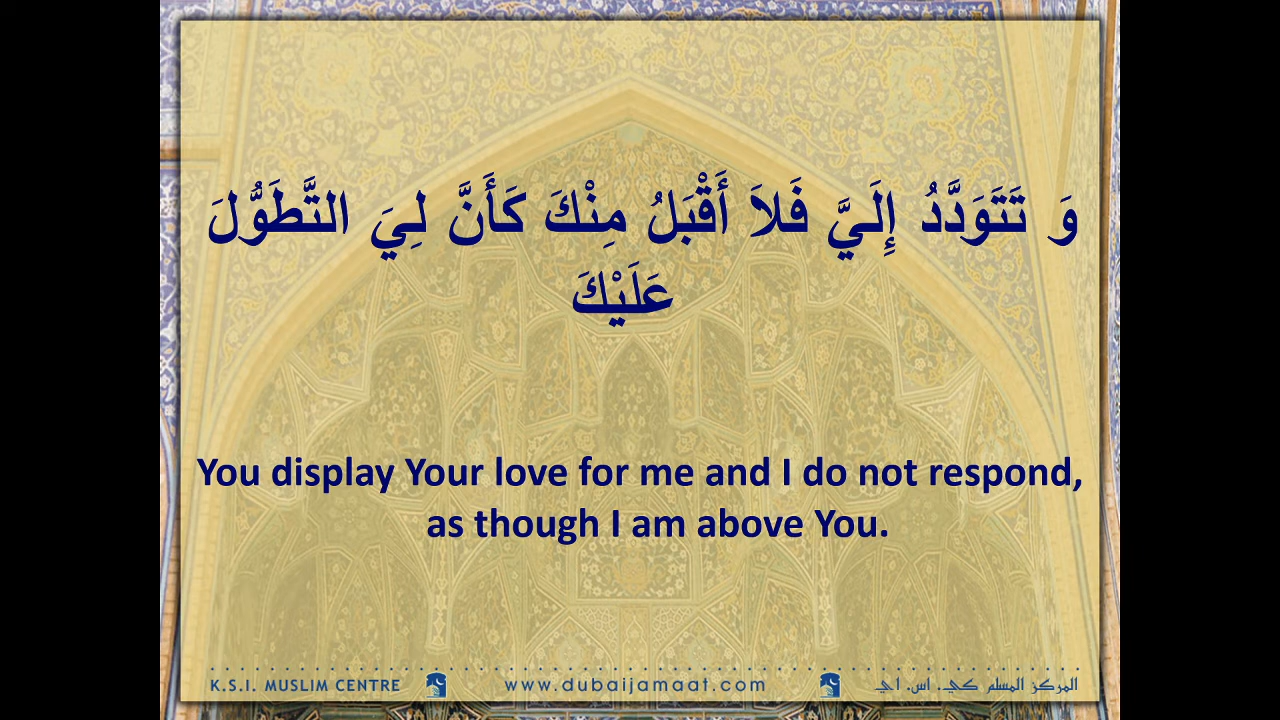 وَ تَتَوَدَّدُ إِلَيَّ فَلاَ أَقْبَلُ مِنْكَ كَأَنَّ لِيَ التَّطَوُّلَ
عَلَيْكَ
You display Your love for me and I do not respond,
as though I am above You.
K.S.I. MUSLIM CENTRE www.dubaijamaat.com المركز المسلم كي. اس. اي